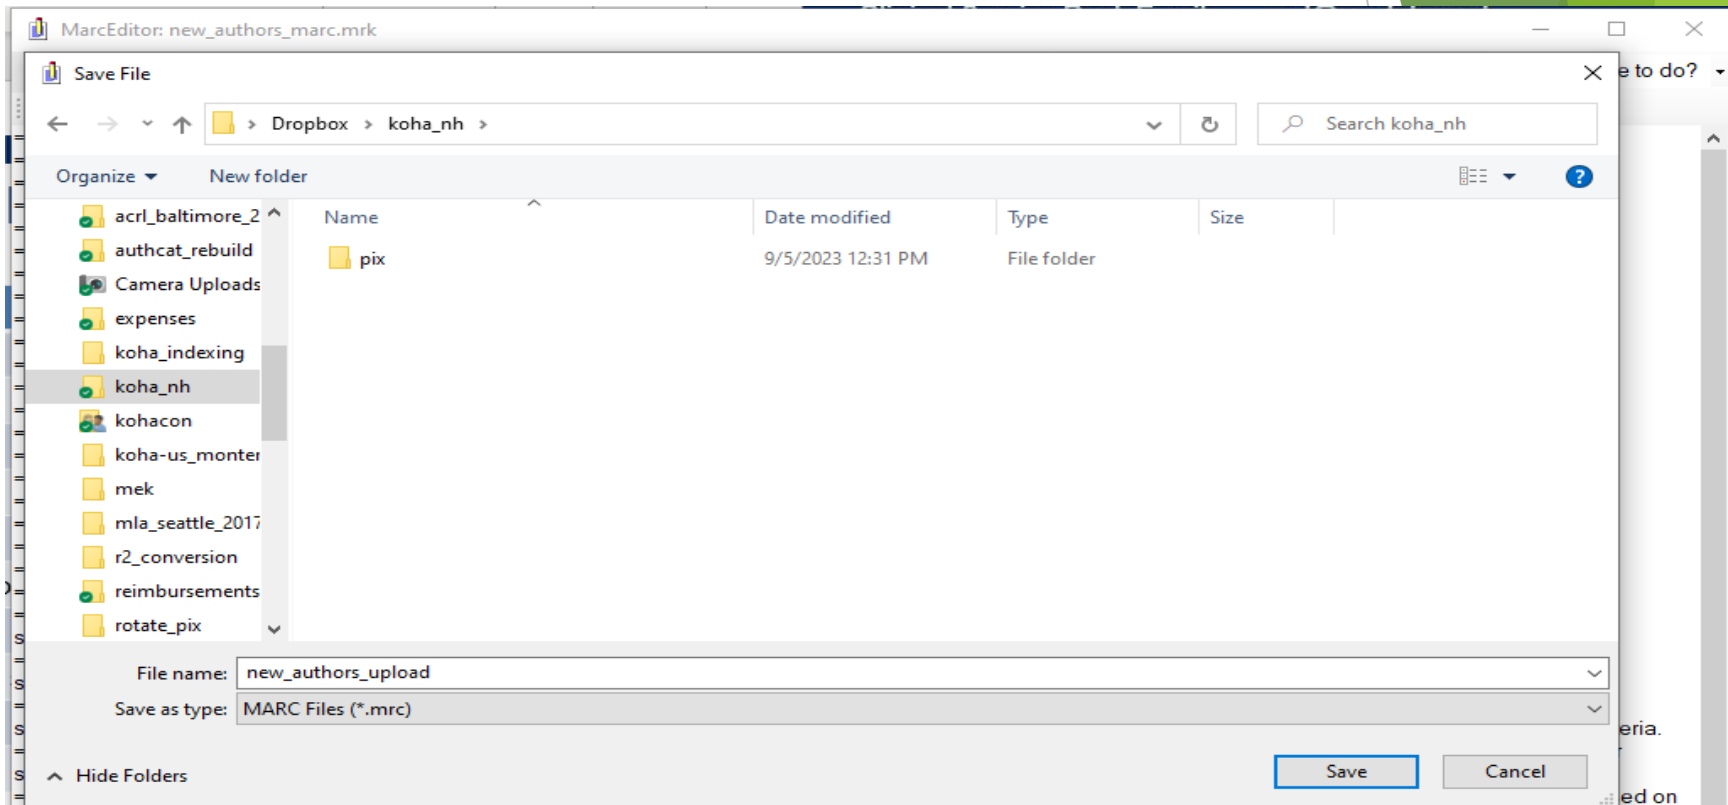 MarcEditor: new_authors_marc.mrk
Save File
e to do?
Dropbox > koha_nh >
Search koha_nh
Organize
New folder
Name
Date modified
Type
Size
pix
9/5/2023 12:31 PM
File folder
acrl_baltimore_2
authcat_rebuild
Camera Uploads
expenses
koha_indexing
koha_nh
kohacon
koha-us_monter
mek
mla_seattle_2017
r2_conversion
reimbursements
rotate_pix
File name: new_authors_upload
Save as type: MARC Files (*.mrc)
eria.
Hide Folders
Save
Cancel
ed on